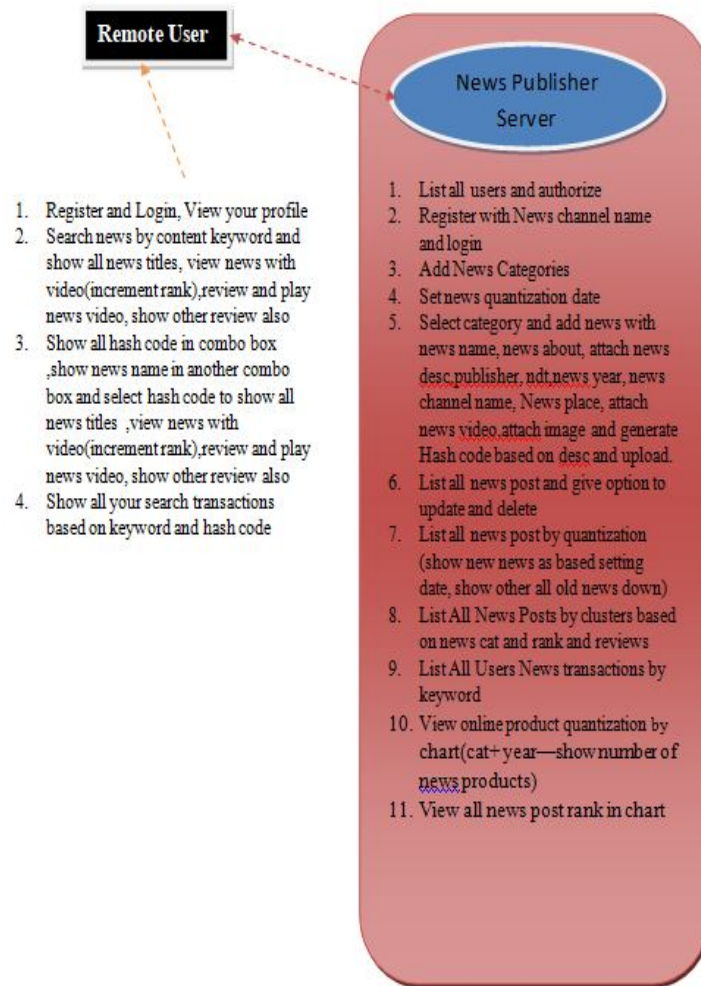 Remote User
1. Register and Login, View your profile
2. Search news by content keyword and
show all news titles, view news with
video(increment rank),review and play
news video, show other review also
3. Show all hash code in combo box
,show news name in another combo
box and select hash code to show all
news titles ,view news with
video(increment rank),review and play
news video, show other review also
4. Show all your search transactions
based on keyword and hash code
News Publisher
Server
1. List all users and authorize
2. Register with News channel name
and login
3. Add News Categories
4. Set news quantization date
5. Select category and add news with
news name, news about, attach news
desc,publisher, ndt,news year, news
channel name, News place, attach
news video,attach image and generate
Hash code based on desc and upload.
6. List all news post and give option to
update and delete
7. List all news post by quantization
(show new news as based setting
date, show other all old news down)
8. List All News Posts by clusters based
on news cat and rank and reviews
9. List All Users News transactions by
keyword
10. View online product quantization by
chart(cat+ year—show number of
news products)
11. View all news post rank in chart